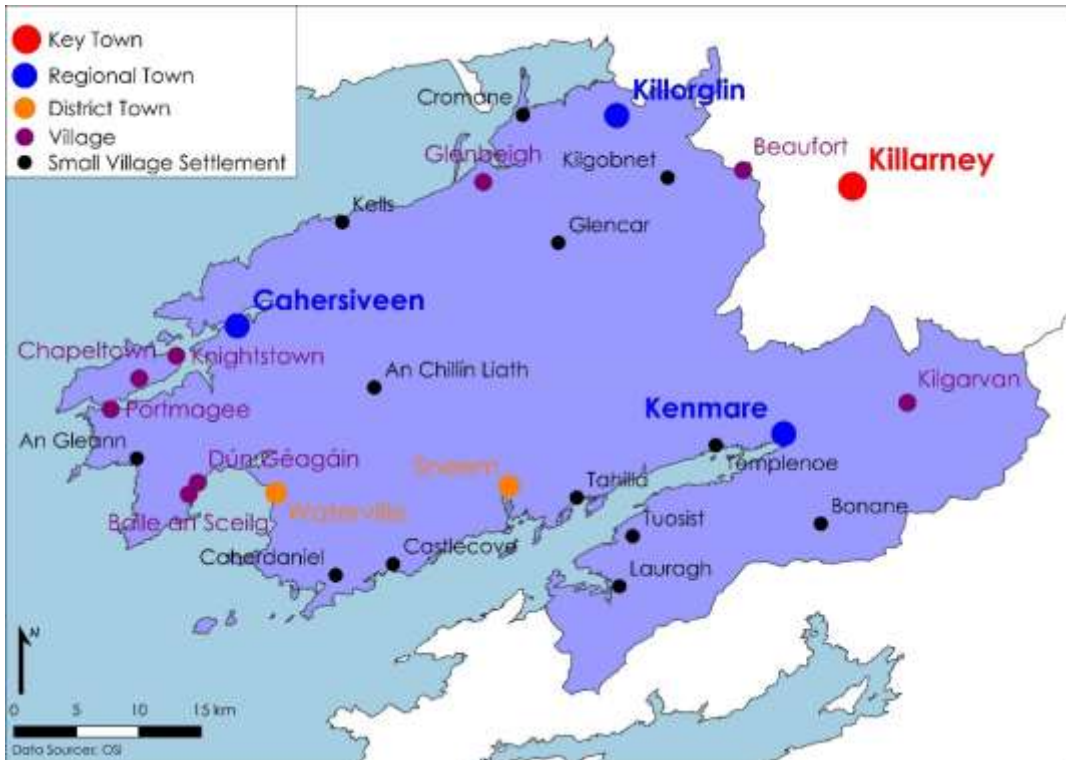 Key Town
Regional Town
District Town
Village
Small Village Settlement
Cromane
Killorglin
Glenbeigh
Kilgobnet
Beaufort
Killarney
Kells
Glencar
Cahersiveen
Chapeltown
Knightstown
An Chillín Liath
Kilgarvan
Portmagee
Kenmare
An Gleann
Templenoe
Dún Géagáin
Sneem
Tahilla
Waterville
Baile an Sceilg
Tuosist
Bonane
Caherdaniel
Castlecove
Lauragh
N
0 5 10 15 km
Data Sources: OSI